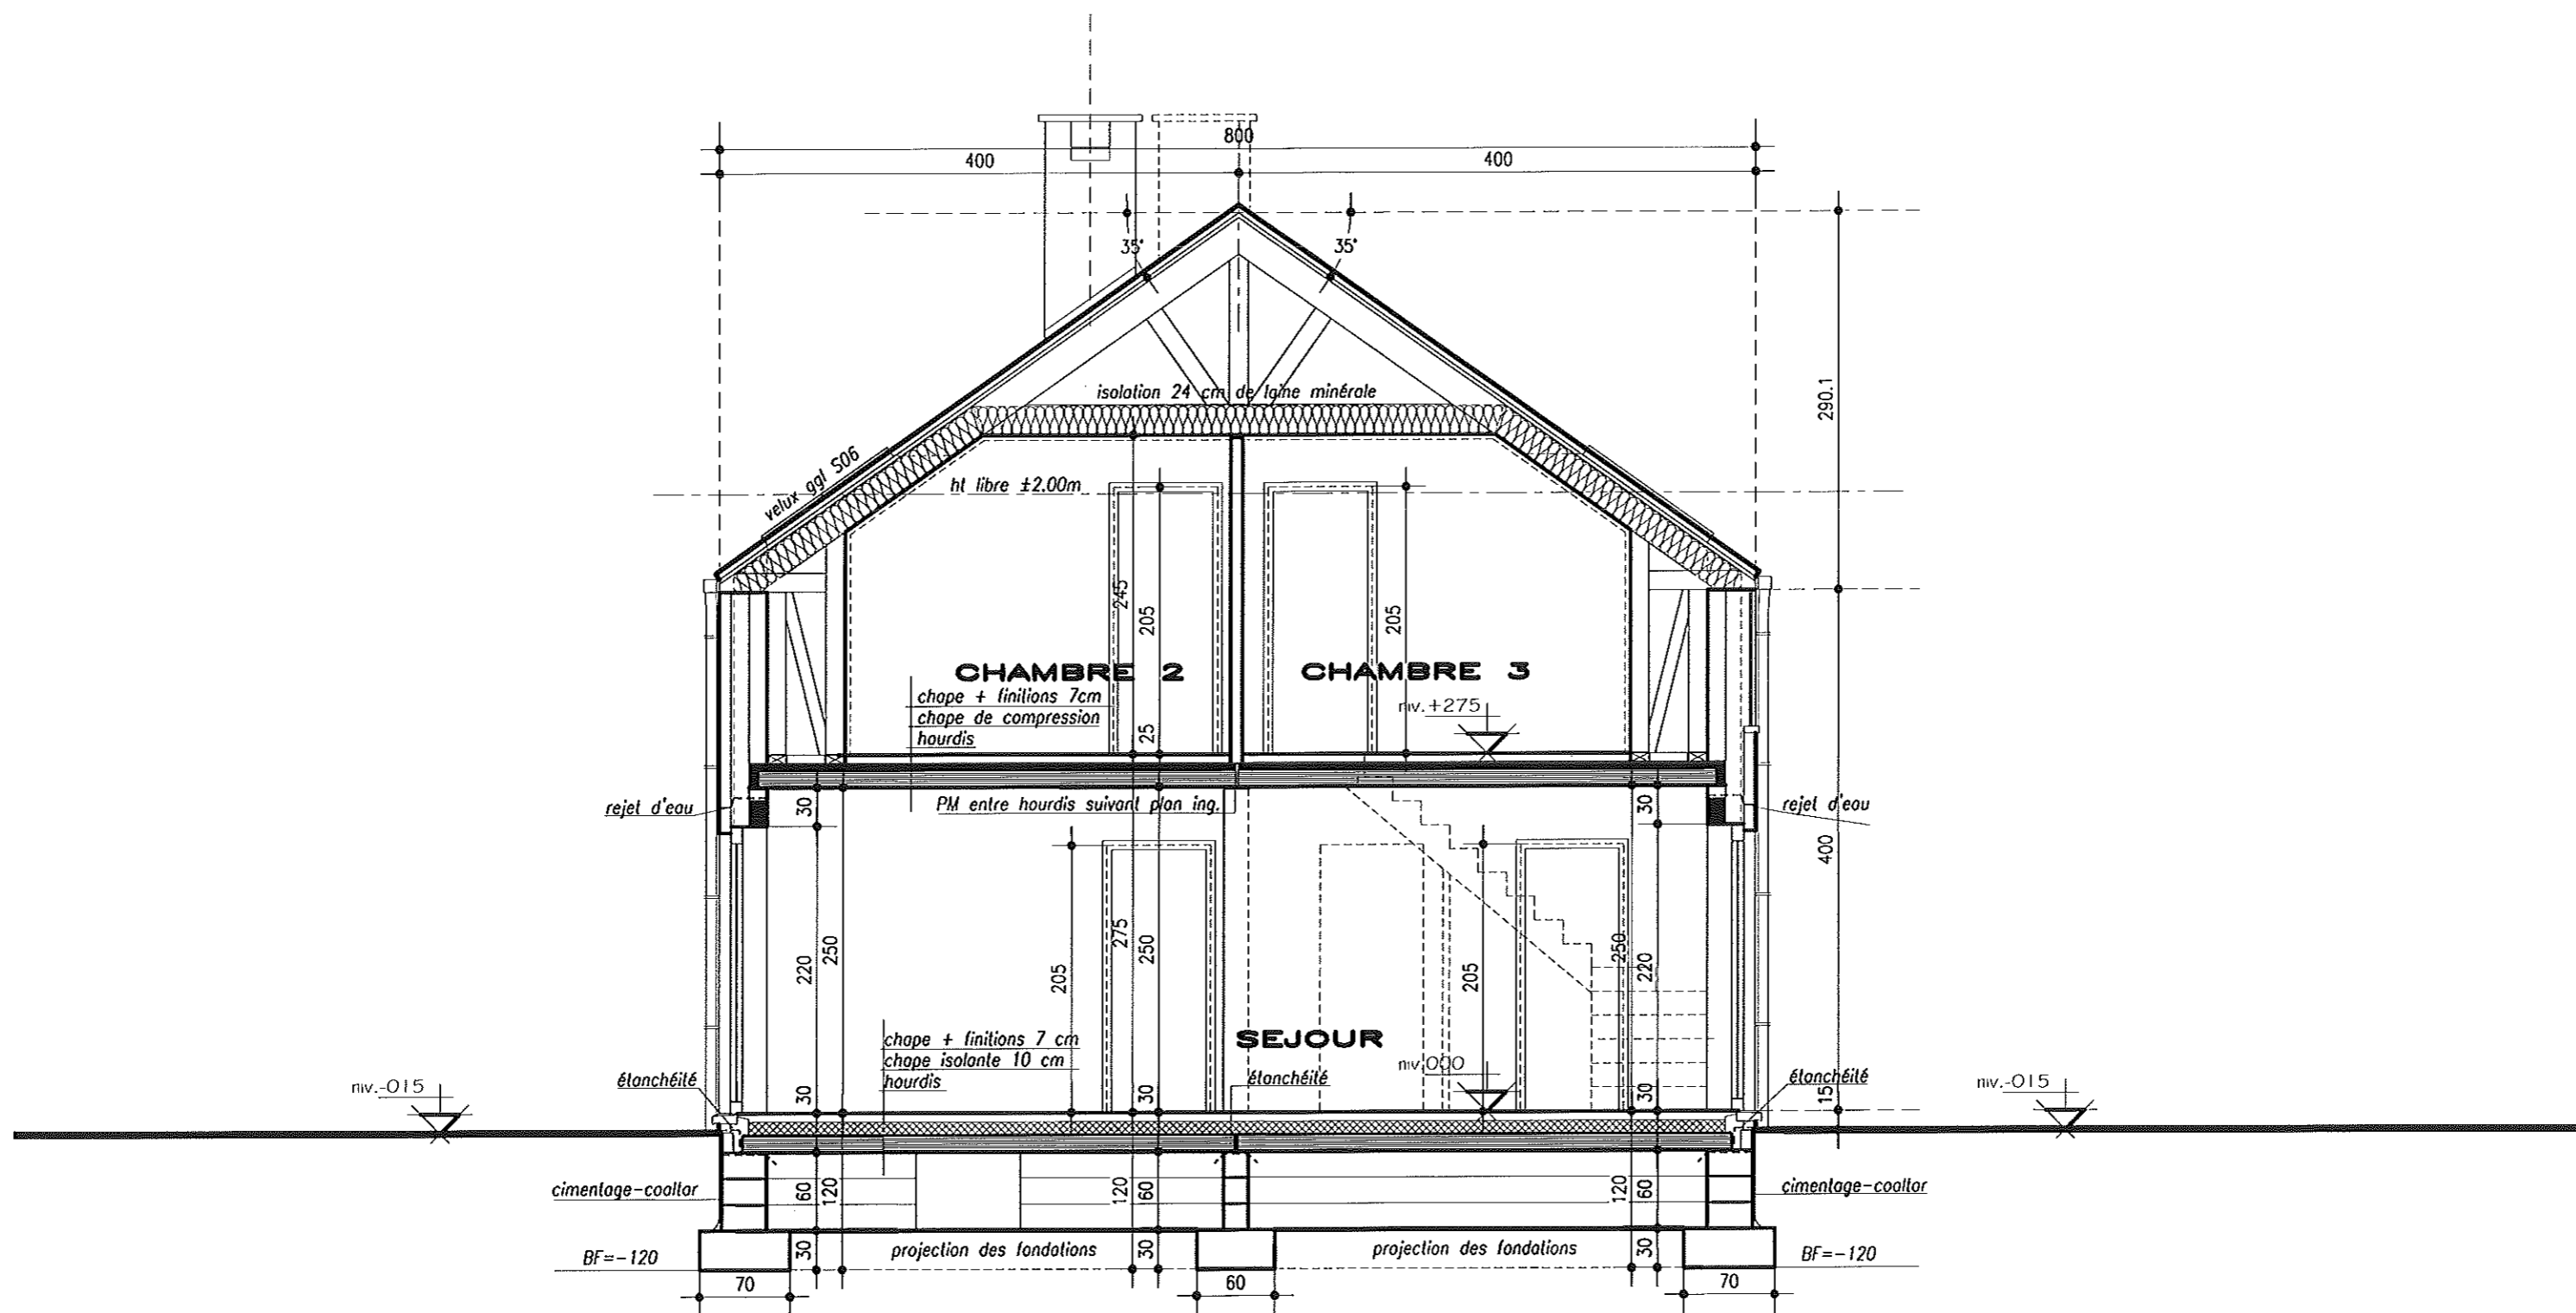 800
400
400
35°
35°
290.1
isolation 24 cm de laine minérale
velux ggl S06
ht libre ±2.00m
245
205
205
CHAMBRE 2
CHAMBRE 3
chape + finitions 7cm
chape de compression
hourdis
25
niv.+275
rejet d'eau
30
PM entre hourdis suivant plan ing.
30
rejet d'eau
400
220
250
205
275
250
205
250
220
SEJOUR
chape + finitions 7 cm
chape isolante 10 cm
hourdis
niv.000
étanchéité
étanchéité
étanchéité
niv.-015
niv.-015
30
30
30
15
cimentage-cooltar
60
120
120
60
120
60
cimentage-cooltar
BF=-120
30
projection des fondations
30
projection des fondations
30
BF=-120
70
60
70